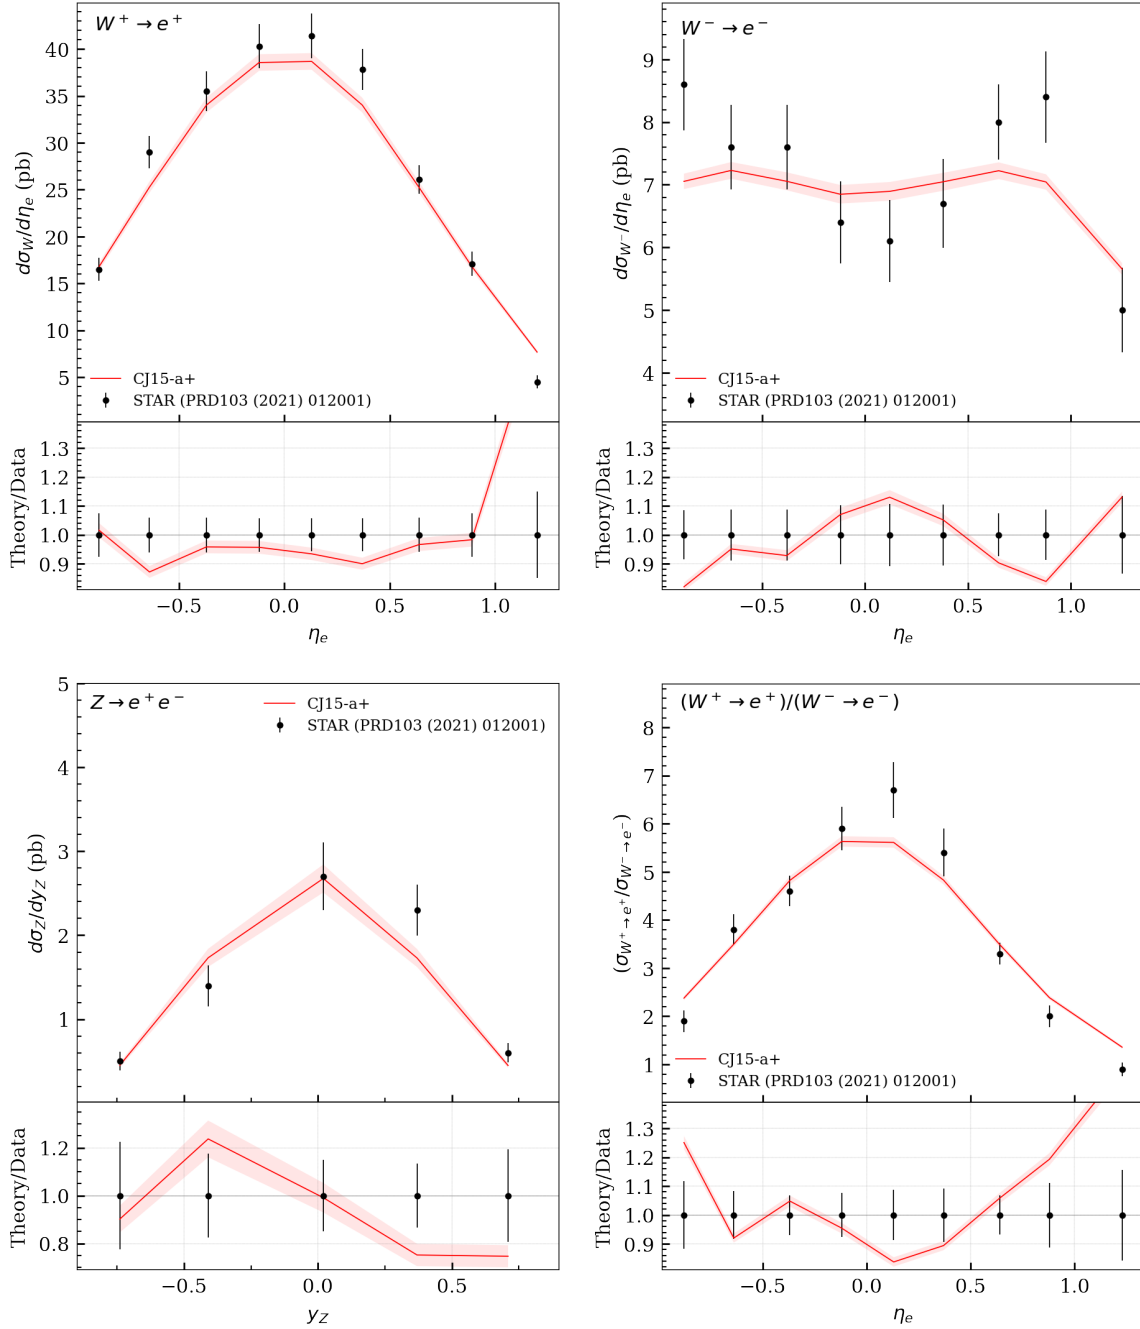 W⁺ → e⁺
40
35
30
25
20
15
10
5
dσ_W/dη_e (pb)
CJ15-a+
STAR (PRD103 (2021) 012001)
1.3
1.2
1.1
1.0
0.9
Theory/Data
−0.5 0.0 0.5 1.0
η_e
W⁻ → e⁻
9
8
7
6
5
4
dσ_W⁻/dη_e (pb)
CJ15-a+
STAR (PRD103 (2021) 012001)
1.3
1.2
1.1
1.0
0.9
Theory/Data
−0.5 0.0 0.5 1.0
η_e
Z → e⁺e⁻
CJ15-a+
STAR (PRD103 (2021) 012001)
5
4
3
2
1
dσ_Z/dy_Z (pb)
1.2
1.0
0.8
Theory/Data
−0.5 0.0 0.5
y_Z
(W⁺ → e⁺)/(W⁻ → e⁻)
8
7
6
5
4
3
2
1
(σ_W⁺→e⁺/σ_W⁻→e⁻)
CJ15-a+
STAR (PRD103 (2021) 012001)
1.3
1.2
1.1
1.0
0.9
Theory/Data
−0.5 0.0 0.5 1.0
η_e